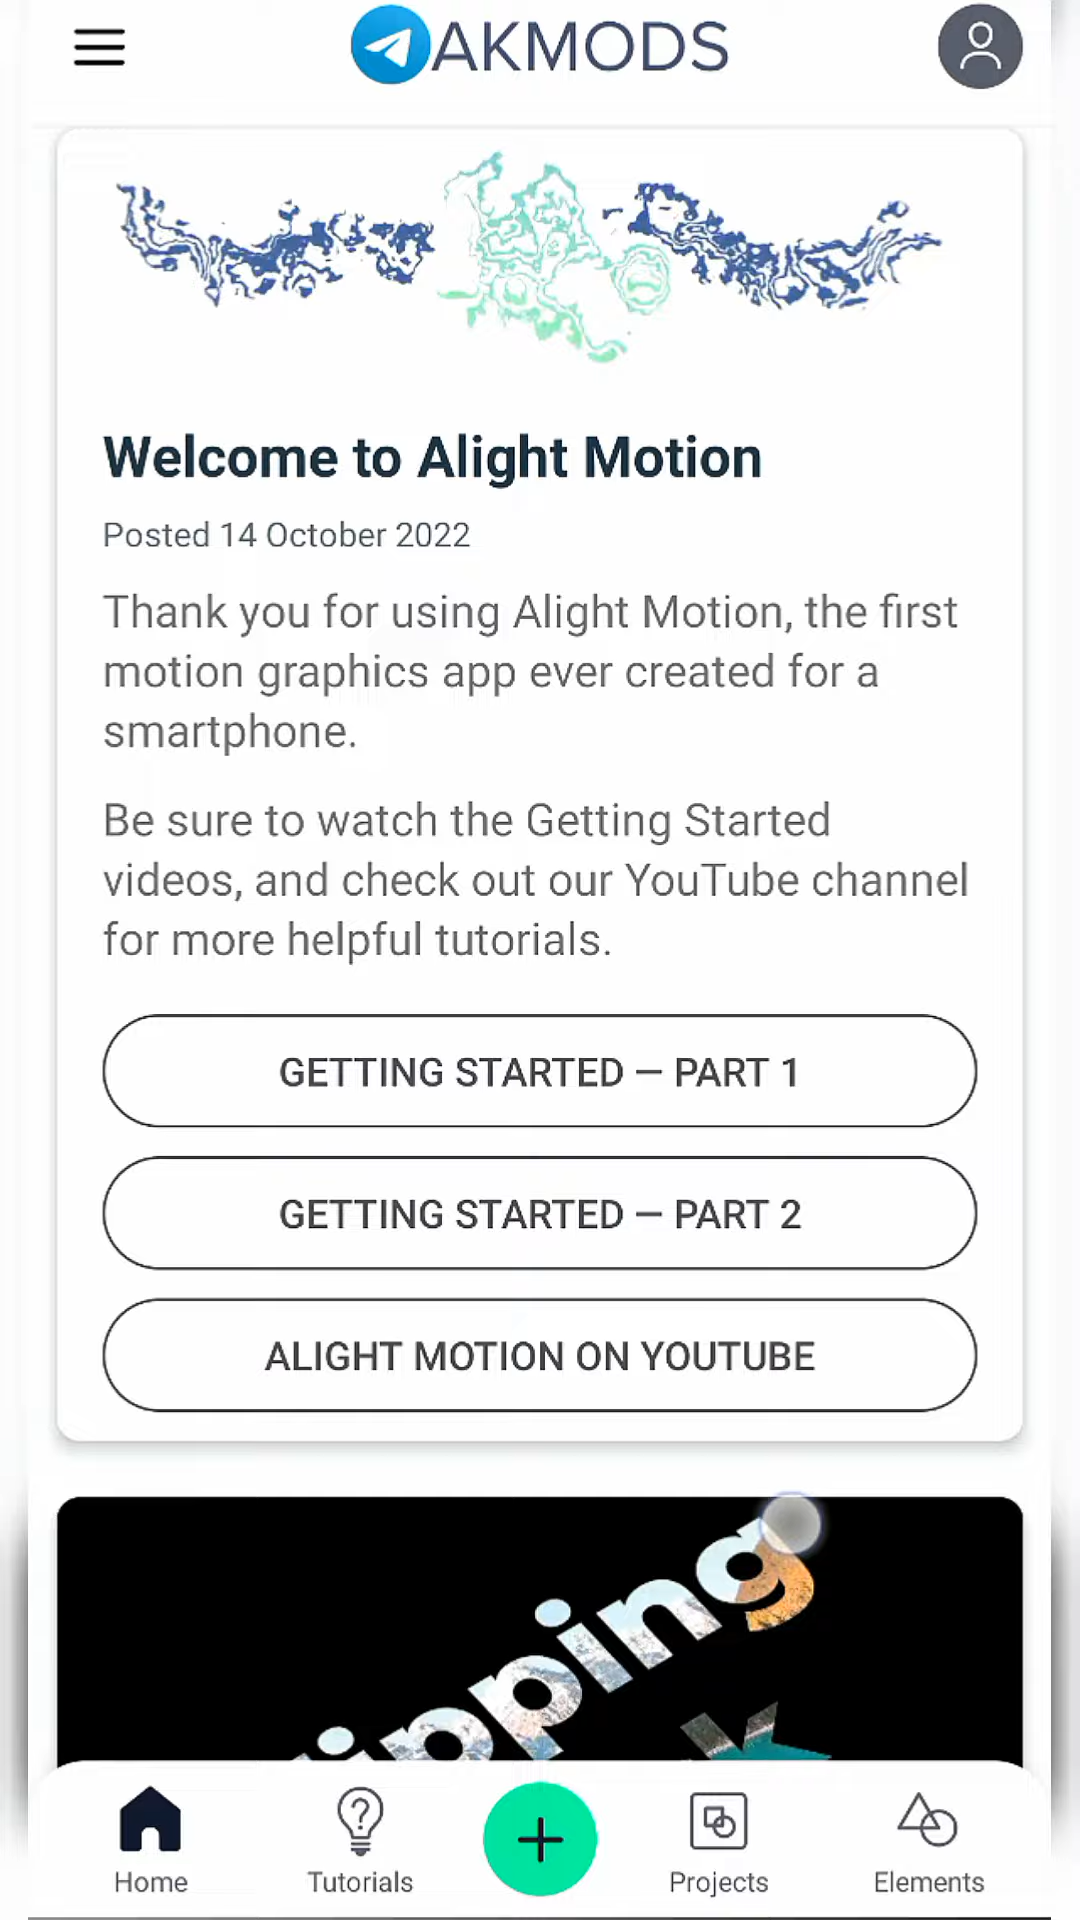 AKMODS
Welcome to Alight Motion
Posted 14 October 2022
Thank you for using Alight Motion, the first
motion graphics app ever created for a
smartphone.
Be sure to watch the Getting Started
videos, and check out our YouTube channel
for more helpful tutorials.
GETTING STARTED — PART 1
GETTING STARTED — PART 2
ALIGHT MOTION ON YOUTUBE
ipping
k
Home
Tutorials
Projects
Elements